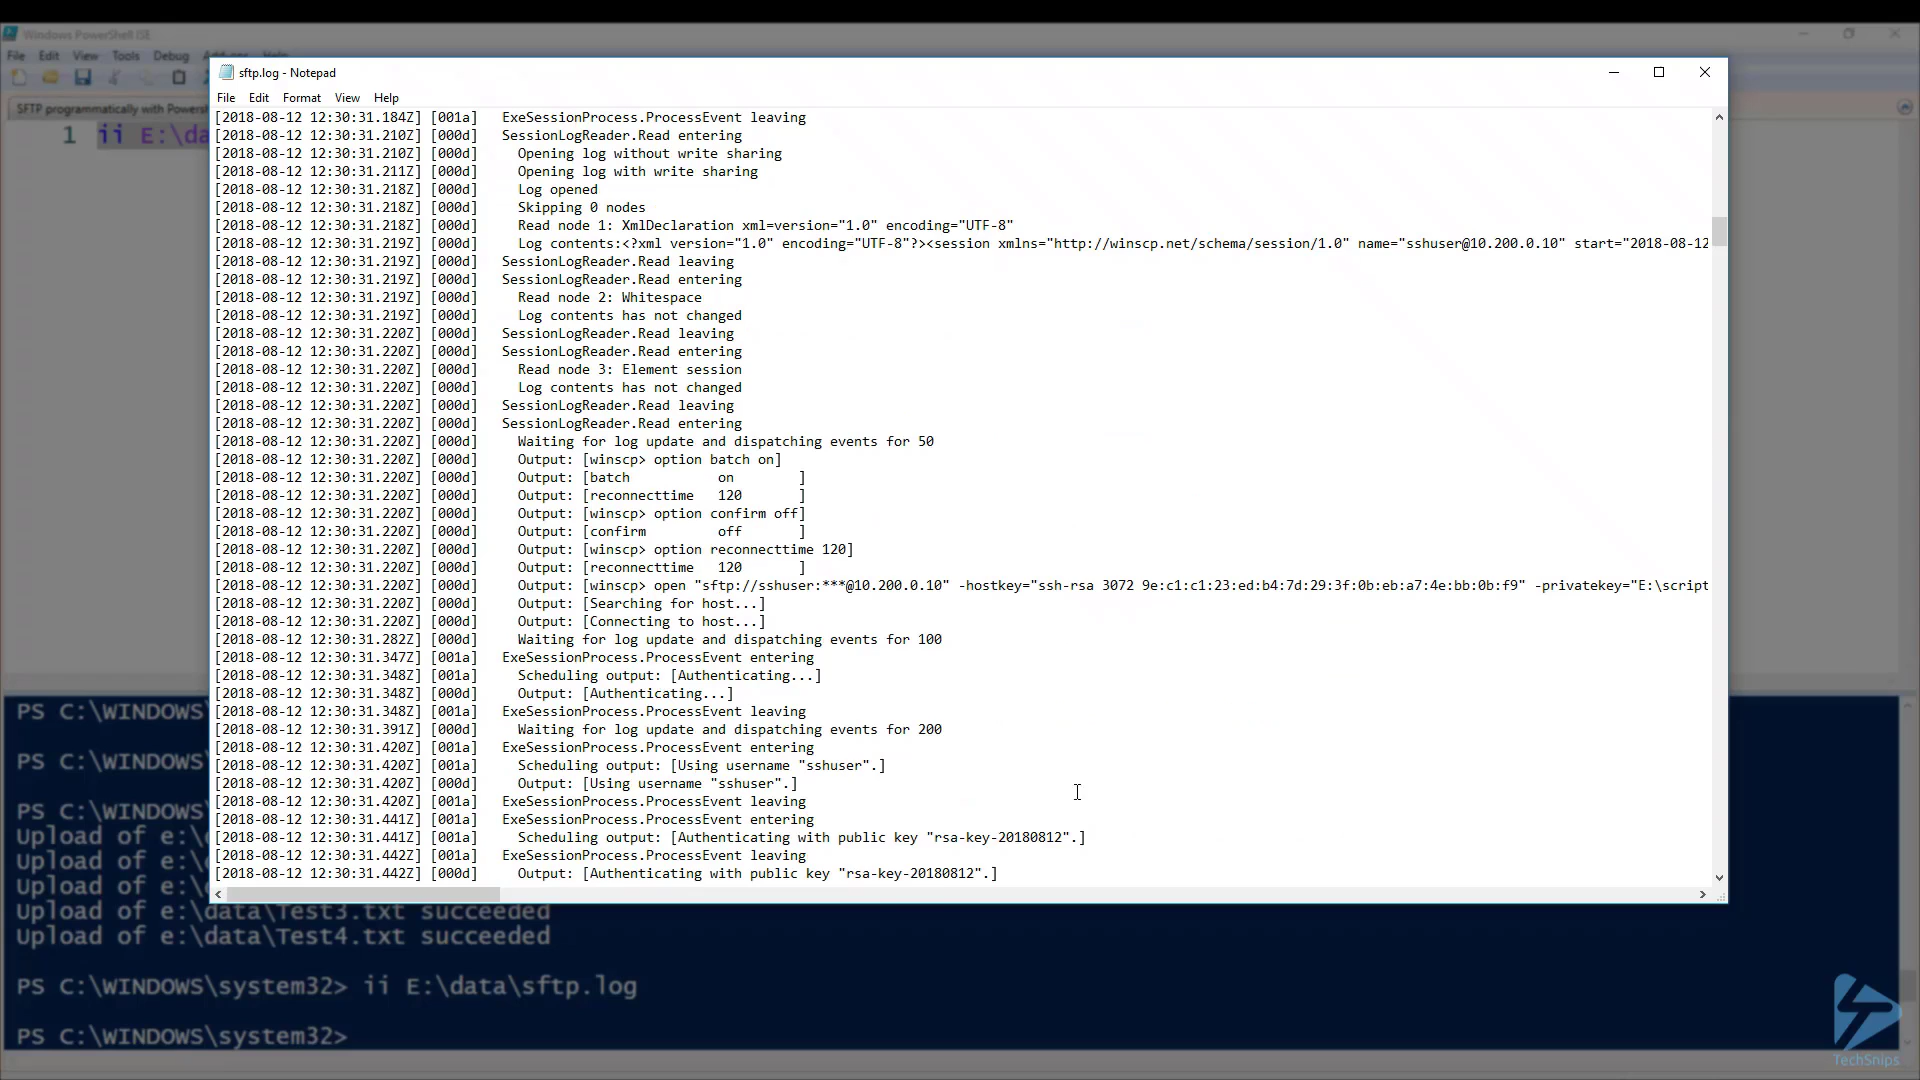 Windows PowerShell ISE
File Edit View Tools Debug Add-ons Help
SFTP programmatically with Powersh
1 ii E:\da
sftp.log - Notepad
File Edit Format View Help
[2018-08-12 12:30:31.184Z] [001a] ExeSessionProcess.ProcessEvent leaving
[2018-08-12 12:30:31.210Z] [000d] SessionLogReader.Read entering
[2018-08-12 12:30:31.210Z] [000d] Opening log without write sharing
[2018-08-12 12:30:31.211Z] [000d] Opening log with write sharing
[2018-08-12 12:30:31.218Z] [000d] Log opened
[2018-08-12 12:30:31.218Z] [000d] Skipping 0 nodes
[2018-08-12 12:30:31.218Z] [000d] Read node 1: XmlDeclaration xml=version="1.0" encoding="UTF-8"
[2018-08-12 12:30:31.219Z] [000d] Log contents:<?xml version="1.0" encoding="UTF-8"?><session xmlns="http://winscp.net/schema/session/1.0" name="sshuser@10.200.0.10" start="2018-08-12
[2018-08-12 12:30:31.219Z] [000d] SessionLogReader.Read leaving
[2018-08-12 12:30:31.219Z] [000d] SessionLogReader.Read entering
[2018-08-12 12:30:31.219Z] [000d] Read node 2: Whitespace
[2018-08-12 12:30:31.219Z] [000d] Log contents has not changed
[2018-08-12 12:30:31.220Z] [000d] SessionLogReader.Read leaving
[2018-08-12 12:30:31.220Z] [000d] SessionLogReader.Read entering
[2018-08-12 12:30:31.220Z] [000d] Read node 3: Element session
[2018-08-12 12:30:31.220Z] [000d] Log contents has not changed
[2018-08-12 12:30:31.220Z] [000d] SessionLogReader.Read leaving
[2018-08-12 12:30:31.220Z] [000d] SessionLogReader.Read entering
[2018-08-12 12:30:31.220Z] [000d] Waiting for log update and dispatching events for 50
[2018-08-12 12:30:31.220Z] [000d] Output: [winscp> option batch on]
[2018-08-12 12:30:31.220Z] [000d] Output: [batch on ]
[2018-08-12 12:30:31.220Z] [000d] Output: [reconnecttime 120 ]
[2018-08-12 12:30:31.220Z] [000d] Output: [winscp> option confirm off]
[2018-08-12 12:30:31.220Z] [000d] Output: [confirm off ]
[2018-08-12 12:30:31.220Z] [000d] Output: [winscp> option reconnecttime 120]
[2018-08-12 12:30:31.220Z] [000d] Output: [reconnecttime 120 ]
[2018-08-12 12:30:31.220Z] [000d] Output: [winscp> open "sftp://sshuser:***@10.200.0.10" -hostkey="ssh-rsa 3072 9e:c1:c1:23:ed:b4:7d:29:3f:0b:eb:a7:4e:bb:0b:f9" -privatekey="E:\script
[2018-08-12 12:30:31.220Z] [000d] Output: [Searching for host...]
[2018-08-12 12:30:31.220Z] [000d] Output: [Connecting to host...]
[2018-08-12 12:30:31.282Z] [000d] Waiting for log update and dispatching events for 100
[2018-08-12 12:30:31.347Z] [001a] ExeSessionProcess.ProcessEvent entering
[2018-08-12 12:30:31.348Z] [001a] Scheduling output: [Authenticating...]
[2018-08-12 12:30:31.348Z] [000d] Output: [Authenticating...]
[2018-08-12 12:30:31.348Z] [001a] ExeSessionProcess.ProcessEvent leaving
[2018-08-12 12:30:31.391Z] [000d] Waiting for log update and dispatching events for 200
[2018-08-12 12:30:31.420Z] [001a] ExeSessionProcess.ProcessEvent entering
[2018-08-12 12:30:31.420Z] [001a] Scheduling output: [Using username "sshuser".]
[2018-08-12 12:30:31.420Z] [000d] Output: [Using username "sshuser".]
[2018-08-12 12:30:31.420Z] [001a] ExeSessionProcess.ProcessEvent leaving
[2018-08-12 12:30:31.441Z] [001a] ExeSessionProcess.ProcessEvent entering
[2018-08-12 12:30:31.441Z] [001a] Scheduling output: [Authenticating with public key "rsa-key-20180812".]
[2018-08-12 12:30:31.442Z] [001a] ExeSessionProcess.ProcessEvent leaving
[2018-08-12 12:30:31.442Z] [000d] Output: [Authenticating with public key "rsa-key-20180812".]
PS C:\WINDOWS\
PS C:\WINDOWS\
PS C:\WINDOWS\
Upload of e:\
Upload of e:\
Upload of e:\
Upload of e:\data\Test3.txt succeeded
Upload of e:\data\Test4.txt succeeded
PS C:\WINDOWS\system32> ii E:\data\sftp.log
PS C:\WINDOWS\system32>
TechSnips